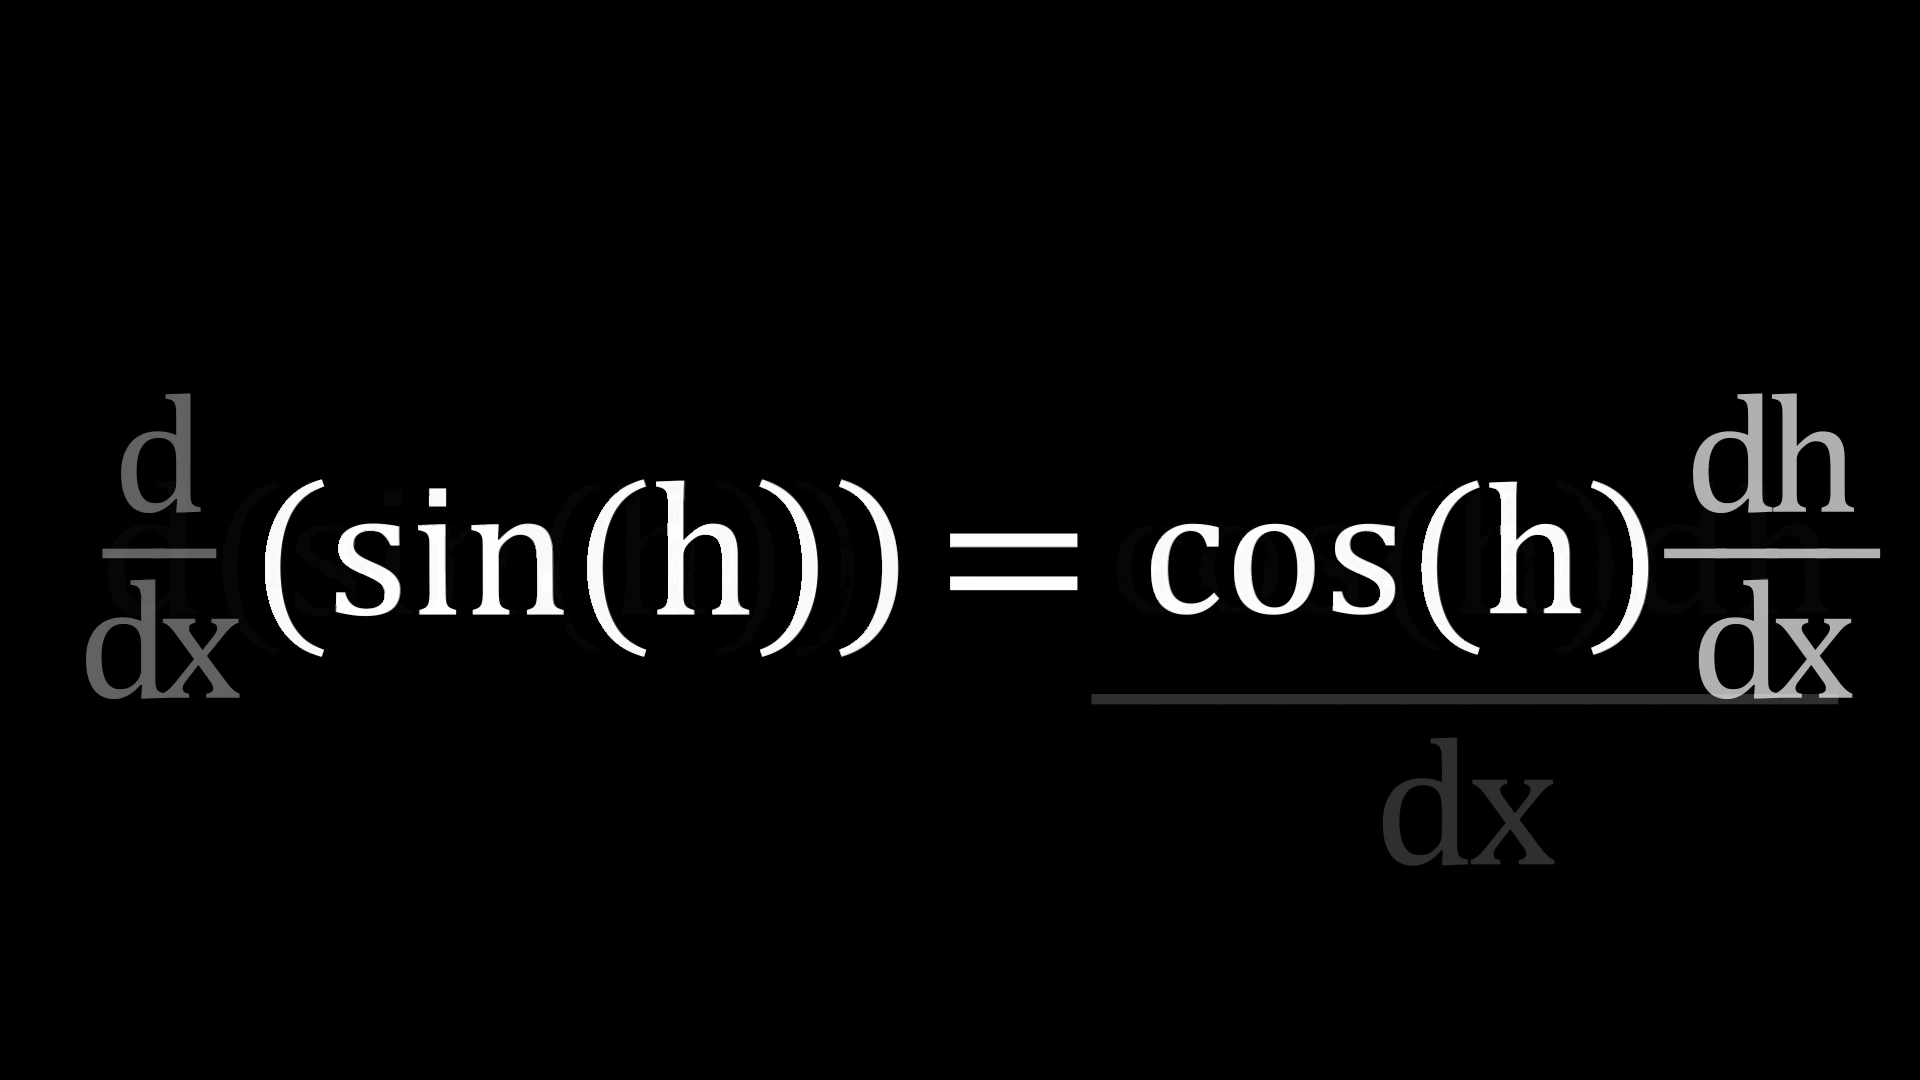 d/dx (sin(h)) = cos(h) dh/dx
dx